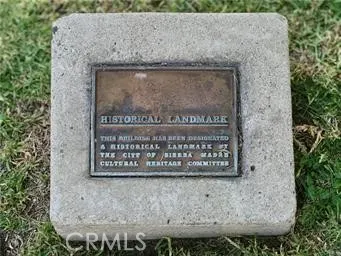 HISTORICAL LANDMARK
THIS BUILDING HAS BEEN DESIGNATED
A HISTORICAL LANDMARK BY
THE CITY OF SIERRA MADRE
CULTURAL HERITAGE COMMITTEE
CRMLS